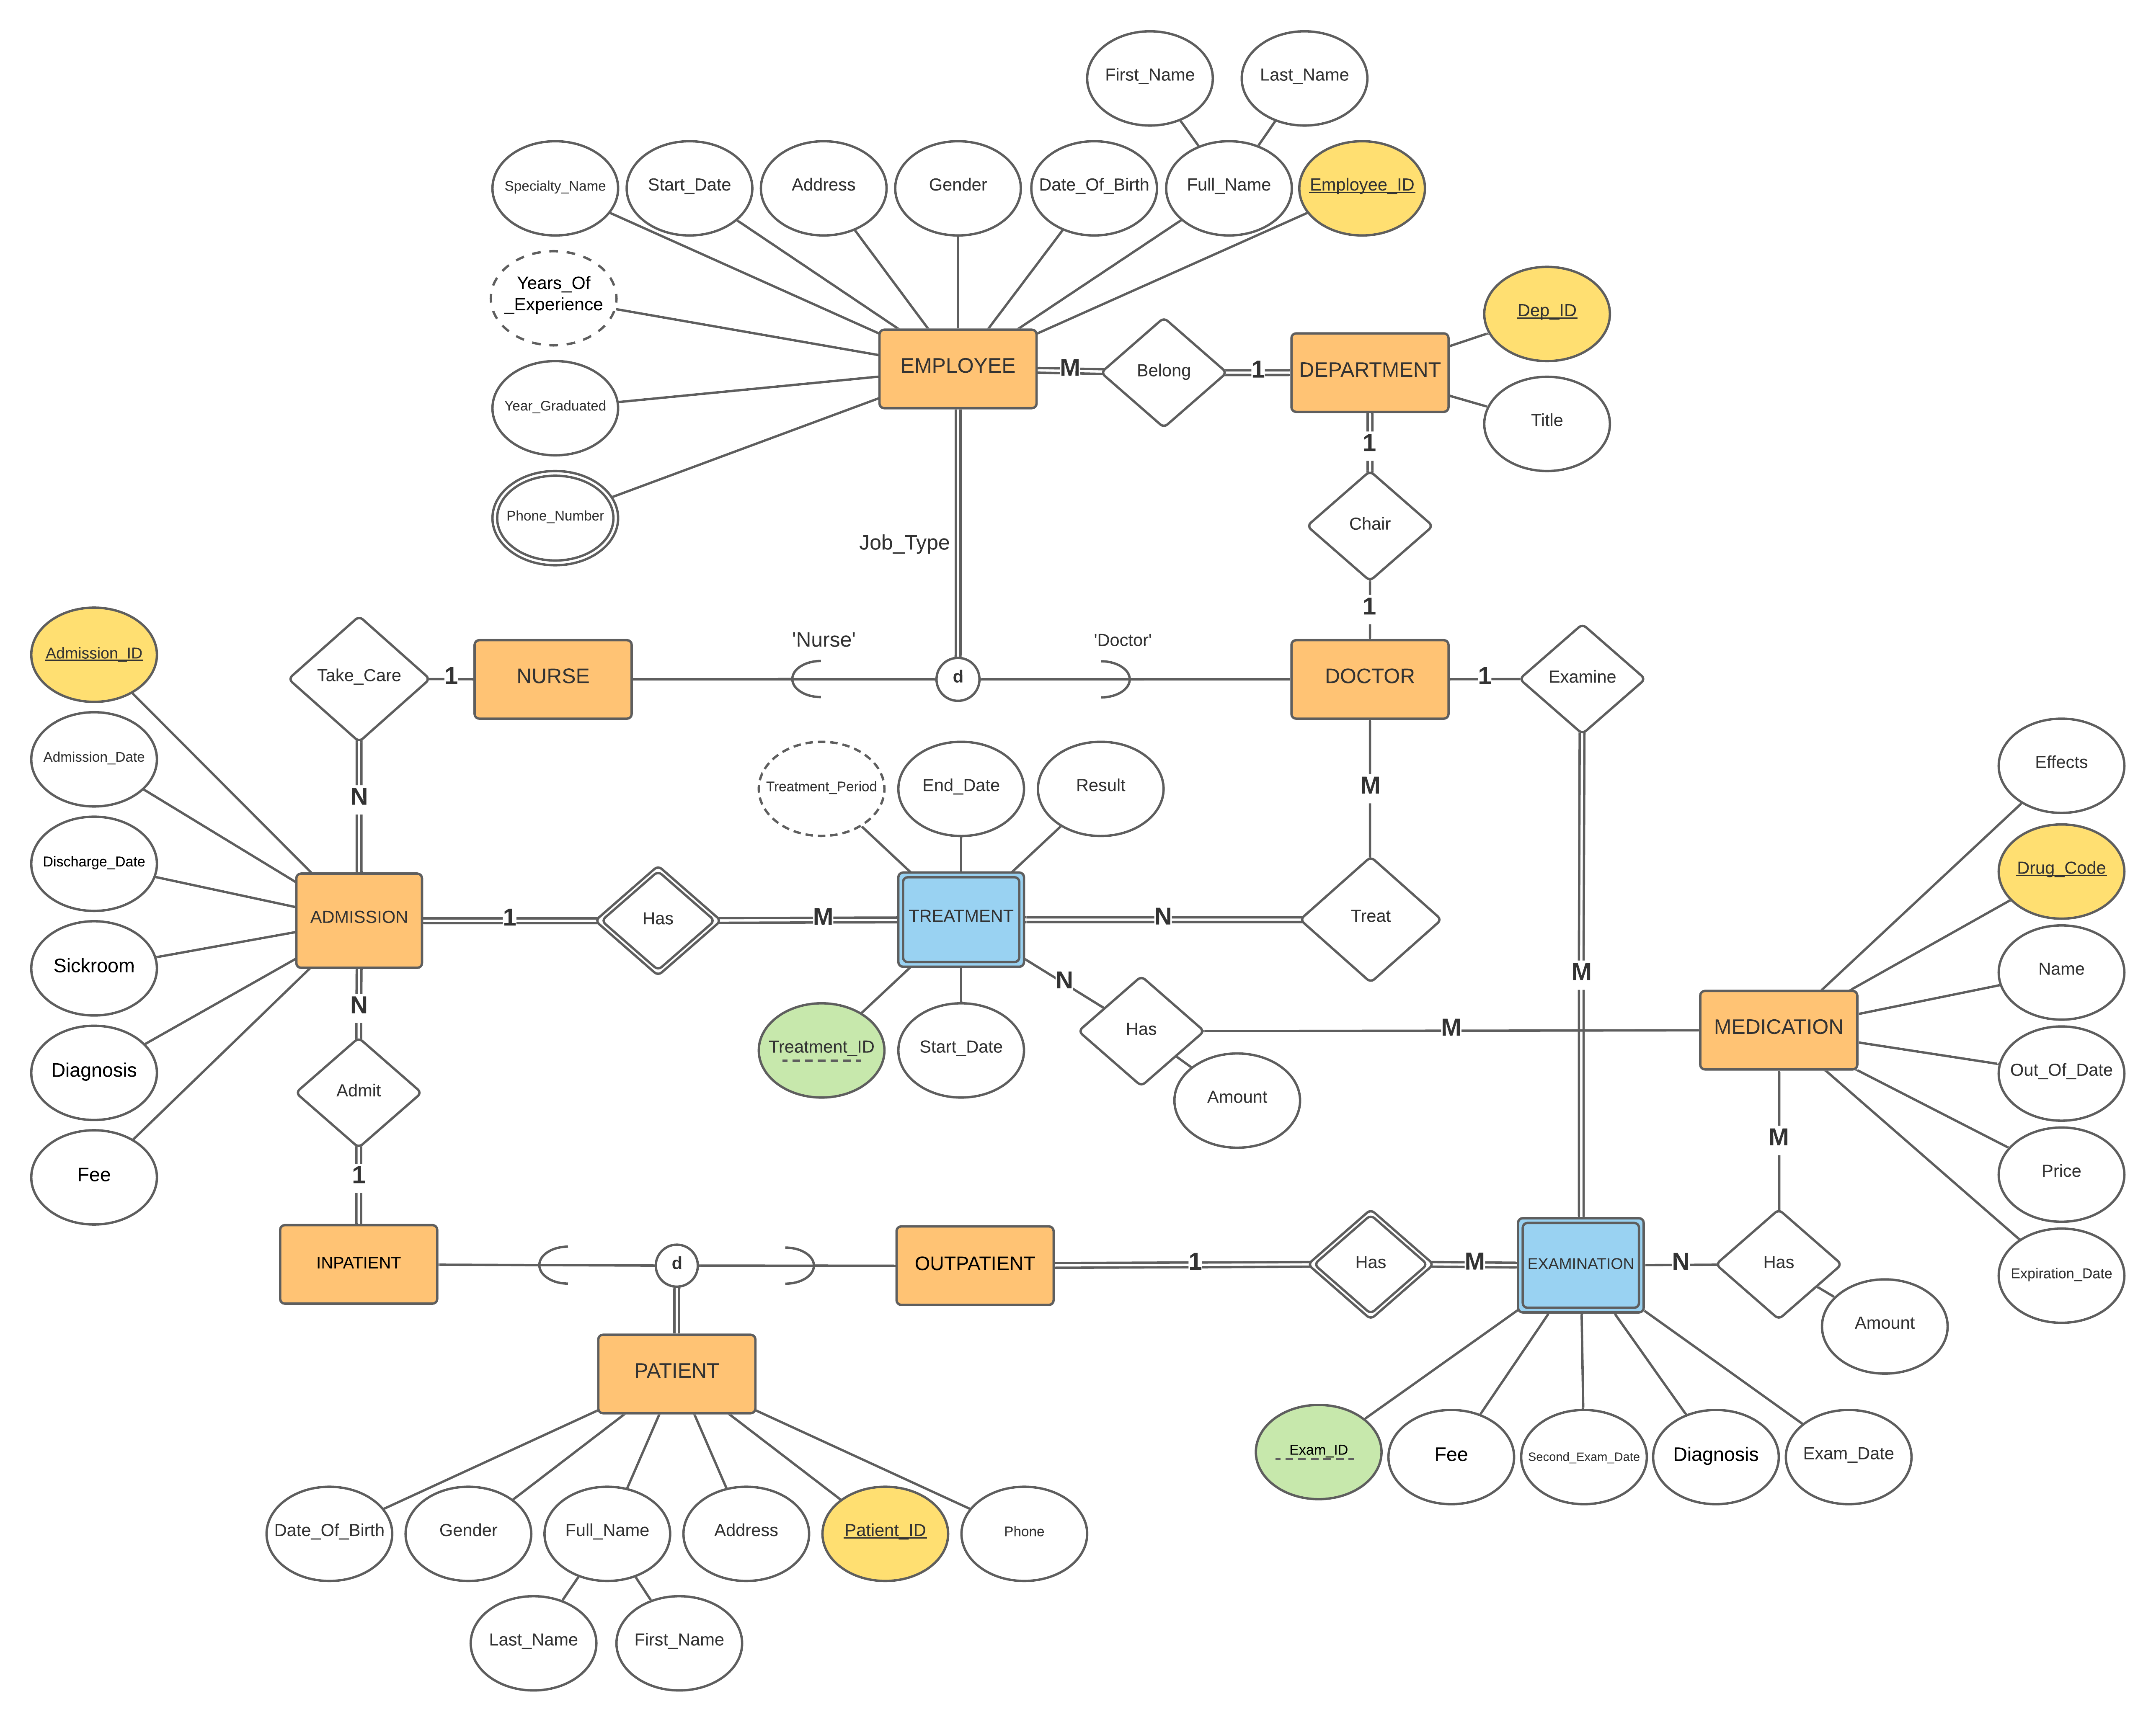 First_Name
Last_Name
Specialty_Name
Start_Date
Address
Gender
Date_Of_Birth
Full_Name
Employee_ID
Years_Of
_Experience
Dep_ID
EMPLOYEE
M
Belong
1
DEPARTMENT
Year_Graduated
Title
1
Phone_Number
Chair
Job_Type
1
'Nurse'
'Doctor'
Admission_ID
Take_Care
1
NURSE
d
DOCTOR
1
Examine
Admission_Date
Effects
N
Treatment_Period
End_Date
Result
M
Discharge_Date
Drug_Code
ADMISSION
1
Has
M
TREATMENT
N
Treat
Sickroom
M
Name
N
N
Diagnosis
Admit
Treatment_ID
Start_Date
Has
M
MEDICATION
Out_Of_Date
Amount
M
Fee
1
Price
INPATIENT
d
OUTPATIENT
1
Has
M
EXAMINATION
N
Has
Expiration_Date
Amount
PATIENT
Exam_ID
Fee
Second_Exam_Date
Diagnosis
Exam_Date
Date_Of_Birth
Gender
Full_Name
Address
Patient_ID
Phone
Last_Name
First_Name